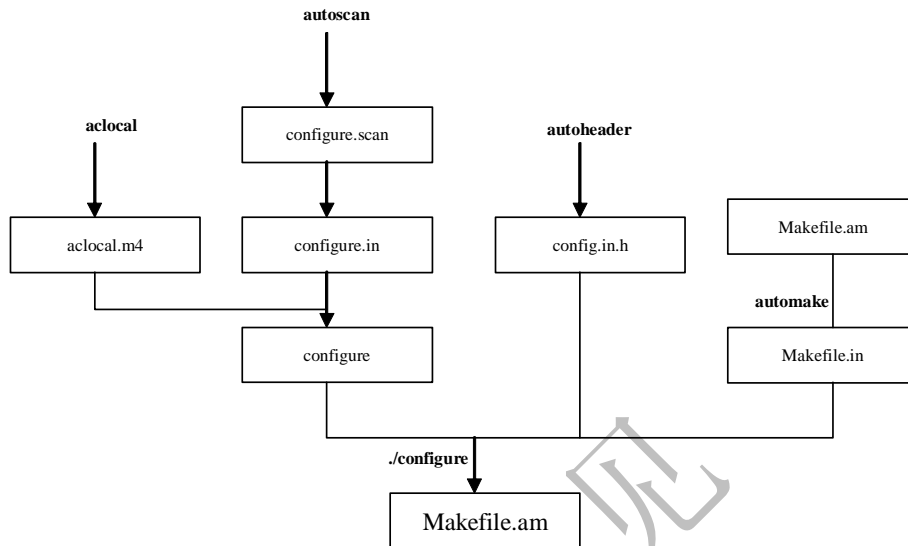 autoscan
aclocal
configure.scan
autoheader
aclocal.m4
configure.in
config.in.h
Makefile.am
automake
configure
Makefile.in
./configure
Makefile.am
见